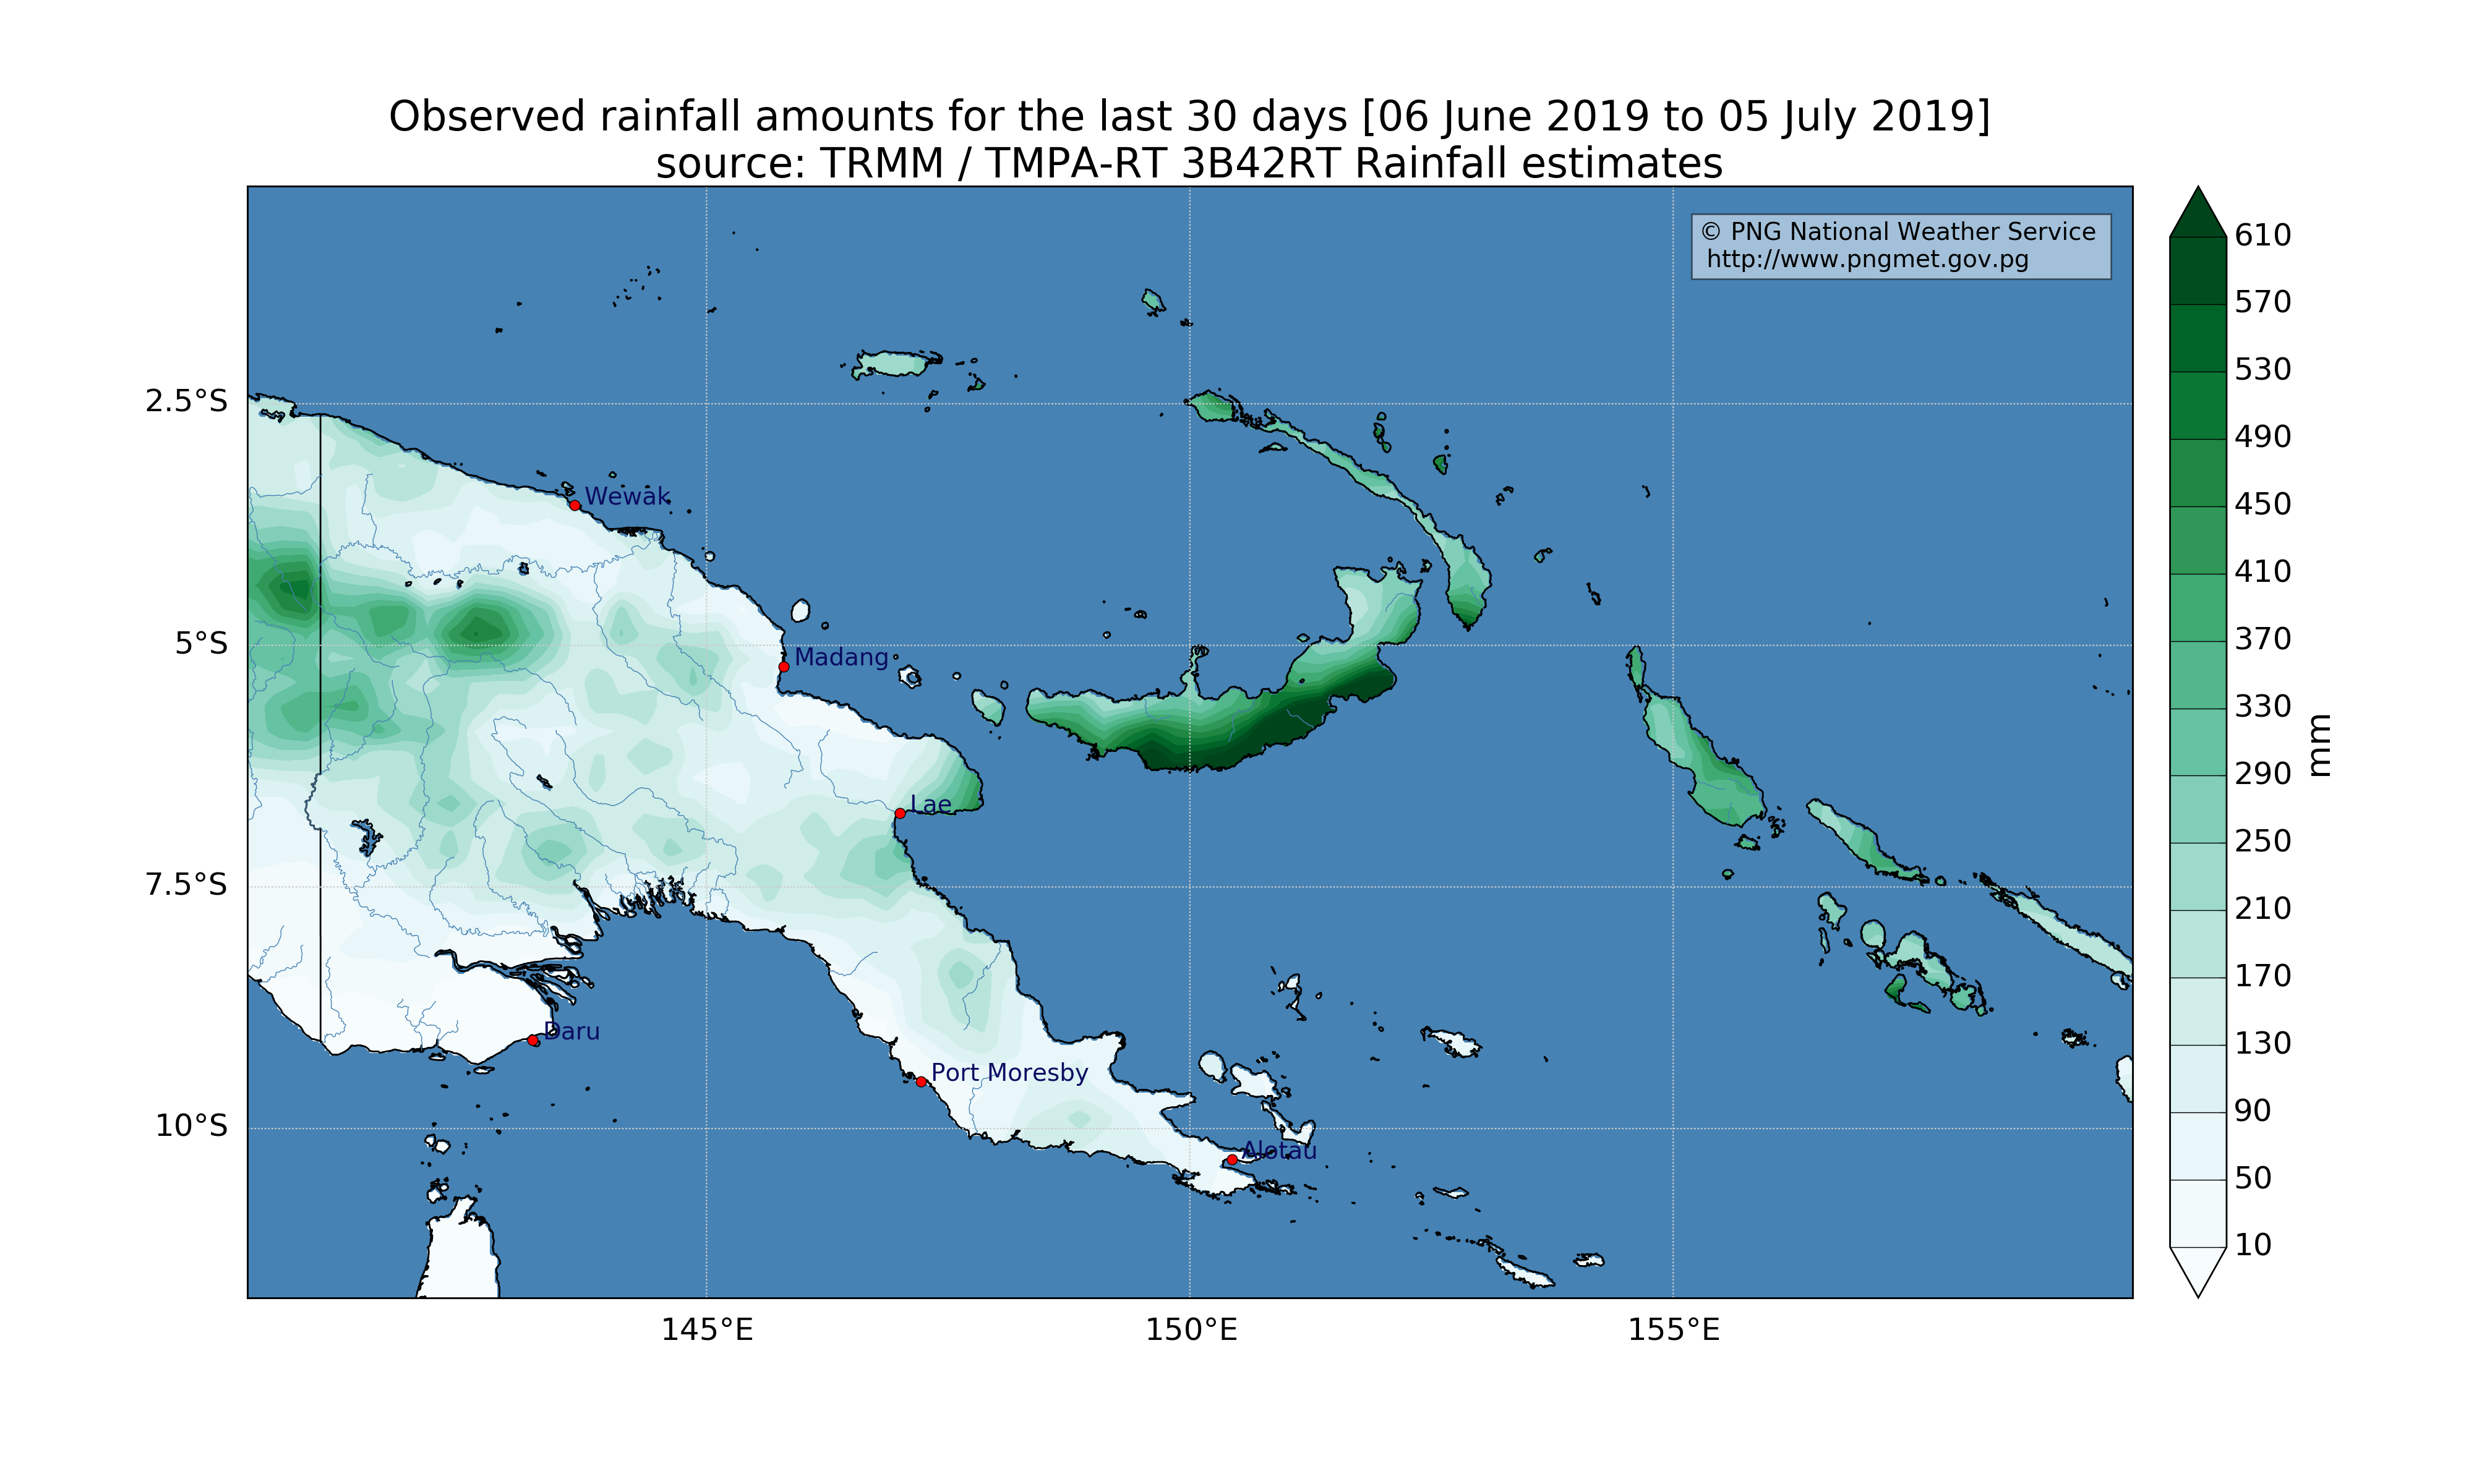 Observed rainfall amounts for the last 30 days [06 June 2019 to 05 July 2019]
source: TRMM / TMPA-RT 3B42RT Rainfall estimates
© PNG National Weather Service
http://www.pngmet.gov.pg
610
570
530
490
450
410
370
330
290
250
210
170
130
90
50
10
mm
2.5°S
5°S
7.5°S
10°S
Wewak
Madang
Lae
Daru
Port Moresby
Alotau
145°E
150°E
155°E